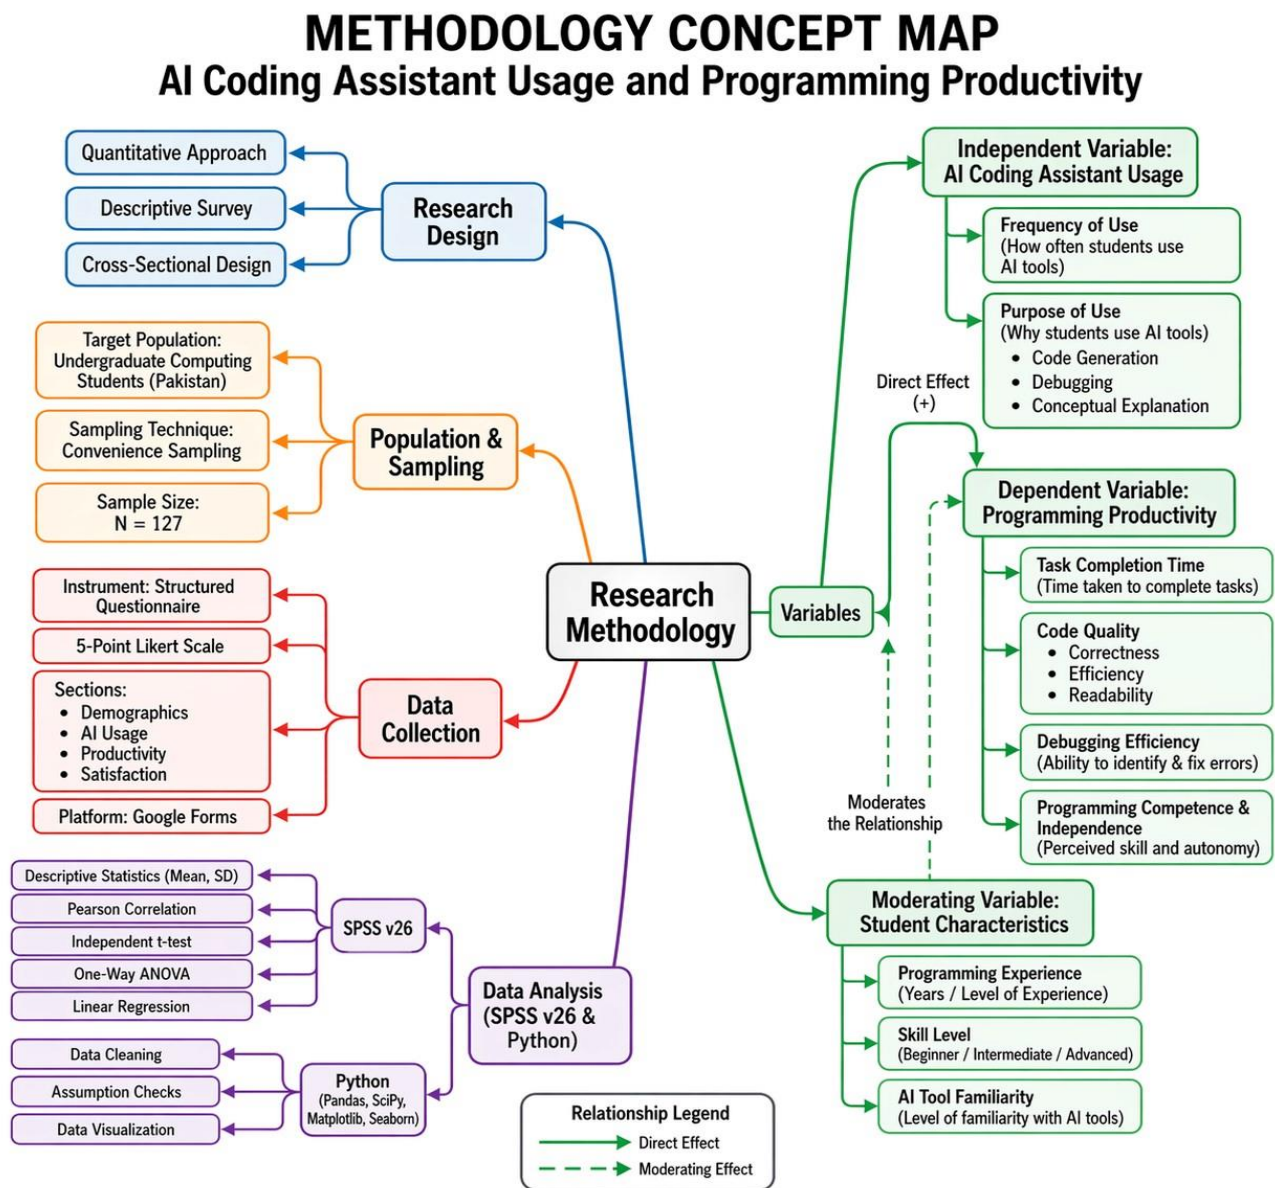 METHODOLOGY CONCEPT MAP
AI Coding Assistant Usage and Programming Productivity
Quantitative Approach
Descriptive Survey
Cross-Sectional Design
Research
Design
Target Population:
Undergraduate Computing
Students (Pakistan)
Sampling Technique:
Convenience Sampling
Sample Size:
N = 127
Population &
Sampling
Instrument: Structured
Questionnaire
5-Point Likert Scale
Sections:
• Demographics
• AI Usage
• Productivity
• Satisfaction
Platform: Google Forms
Data
Collection
Descriptive Statistics (Mean, SD)
Pearson Correlation
Independent t-test
One-Way ANOVA
Linear Regression
SPSS v26
Data Cleaning
Assumption Checks
Data Visualization
Python
(Pandas, SciPy,
Matplotlib, Seaborn)
Data Analysis
(SPSS v26 &
Python)
Research
Methodology
Variables
Independent Variable:
AI Coding Assistant Usage
Frequency of Use
(How often students use
AI tools)
Purpose of Use
(Why students use AI tools)
• Code Generation
• Debugging
• Conceptual Explanation
Direct Effect
(+)
Dependent Variable:
Programming Productivity
Task Completion Time
(Time taken to complete tasks)
Code Quality
• Correctness
• Efficiency
• Readability
Debugging Efficiency
(Ability to identify & fix errors)
Programming Competence &
Independence
(Perceived skill and autonomy)
Moderates
the Relationship
Moderating Variable:
Student Characteristics
Programming Experience
(Years / Level of Experience)
Skill Level
(Beginner / Intermediate / Advanced)
AI Tool Familiarity
(Level of familiarity with AI tools)
Relationship Legend
Direct Effect
Moderating Effect